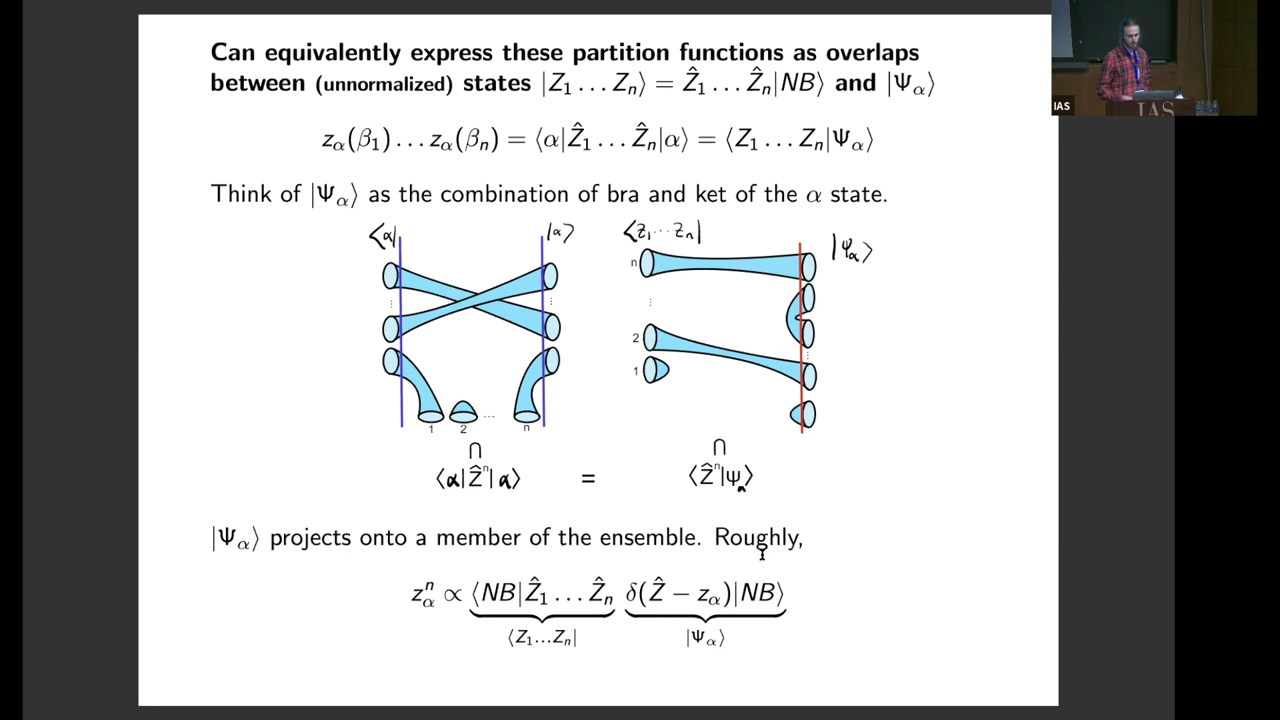 Can equivalently express these partition functions as overlaps
between (unnormalized) states |Z₁ … Zₙ⟩ = Ẑ₁ … Ẑₙ|NB⟩ and |Ψ_α⟩
z_α(β₁) … z_α(βₙ) = ⟨α|Ẑ₁ … Ẑₙ|α⟩ = ⟨Z₁ … Zₙ|Ψ_α⟩
Think of |Ψ_α⟩ as the combination of bra and ket of the α state.
⟨α| |α⟩ ⟨Z₁ … Zₙ| |Ψ_α⟩
n
⋮ ⋮ ⋮
2
1
⋮
1 2 … n
∩ ∩
⟨α|Ẑⁿ|α⟩ = ⟨Ẑⁿ|Ψ_α⟩
|Ψ_α⟩ projects onto a member of the ensemble. Roughly,
z_αⁿ ∝ ⟨NB|Ẑ₁ … Ẑₙ δ(Ẑ − z_α)|NB⟩
⟨Z₁…Zₙ| |Ψ_α⟩
IAS
IAS